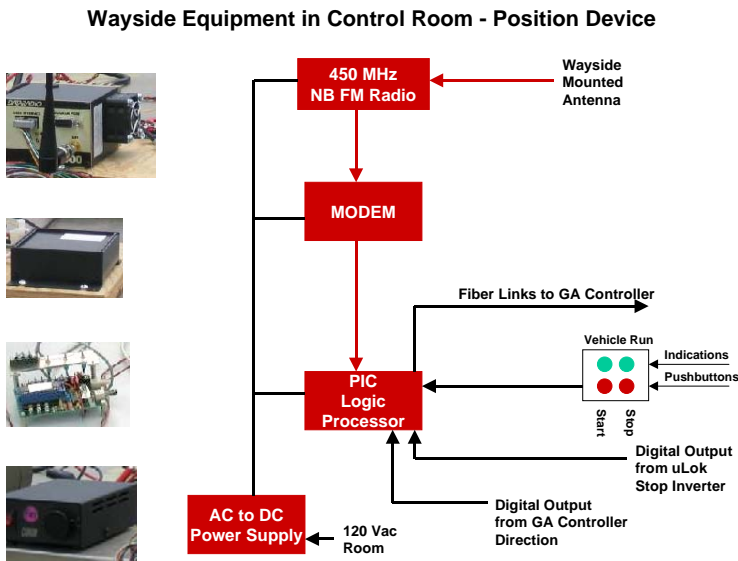 Wayside Equipment in Control Room - Position Device
450 MHz
NB FM Radio
Wayside
Mounted
Antenna
MODEM
Fiber Links to GA Controller
Vehicle Run
Indications
Pushbuttons
Start
Stop
PIC
Logic
Processor
Digital Output
from uLok
Stop Inverter
Digital Output
from GA Controller
Direction
AC to DC
Power Supply
120 Vac
Room